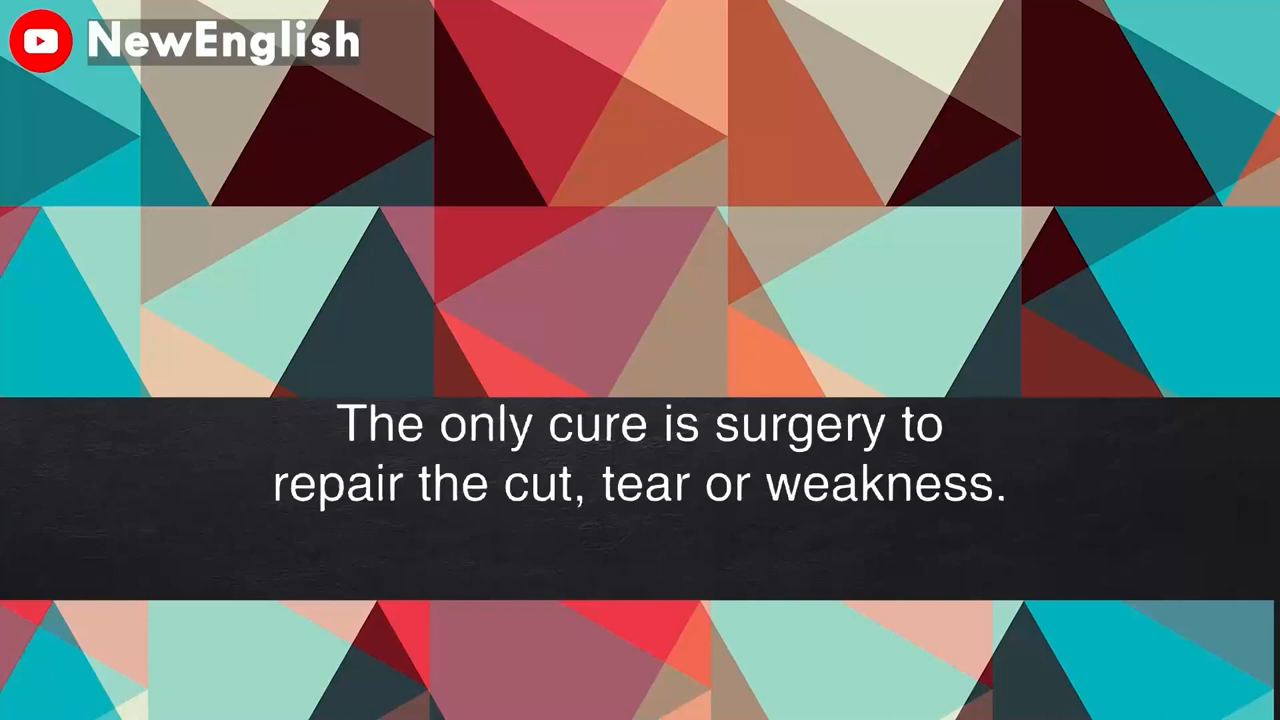 NewEnglish
The only cure is surgery to
repair the cut, tear or weakness.